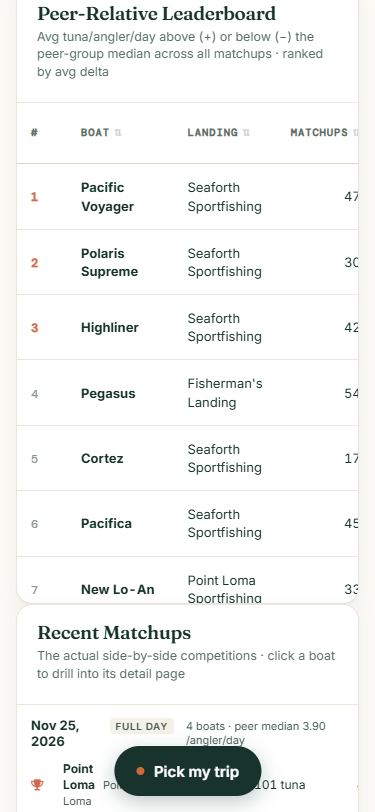 Peer-Relative Leaderboard
Avg tuna/angler/day above (+) or below (−) the
peer-group median across all matchups · ranked
by avg delta
# BOAT ⇅ LANDING ⇅ MATCHUPS ⇅
1 Pacific Voyager Seaforth Sportfishing 47
2 Polaris Supreme Seaforth Sportfishing 30
3 Highliner Seaforth Sportfishing 42
4 Pegasus Fisherman's Landing 54
5 Cortez Seaforth Sportfishing 17
6 Pacifica Seaforth Sportfishing 45
7 New Lo-An Point Loma Sportfishing 33
Recent Matchups
The actual side-by-side competitions · click a boat
to drill into its detail page
Nov 25, 2026 FULL DAY 4 boats · peer median 3.90 /angler/day
Point Loma
Loma
101 tuna
Pick my trip